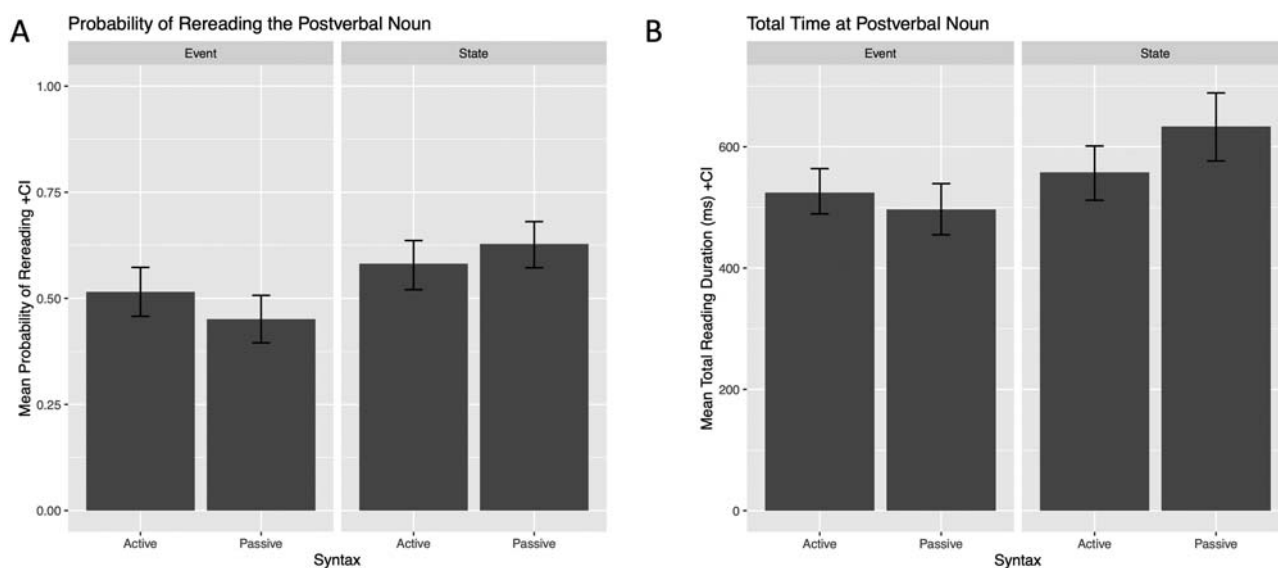 A
Probability of Rereading the Postverbal Noun
Event
State
Mean Probability of Rereading +CI
1.00
0.75
0.50
0.25
0.00
Active
Passive
Active
Passive
Syntax
B
Total Time at Postverbal Noun
Event
State
Mean Total Reading Duration (ms) +CI
600
400
200
0
Active
Passive
Active
Passive
Syntax